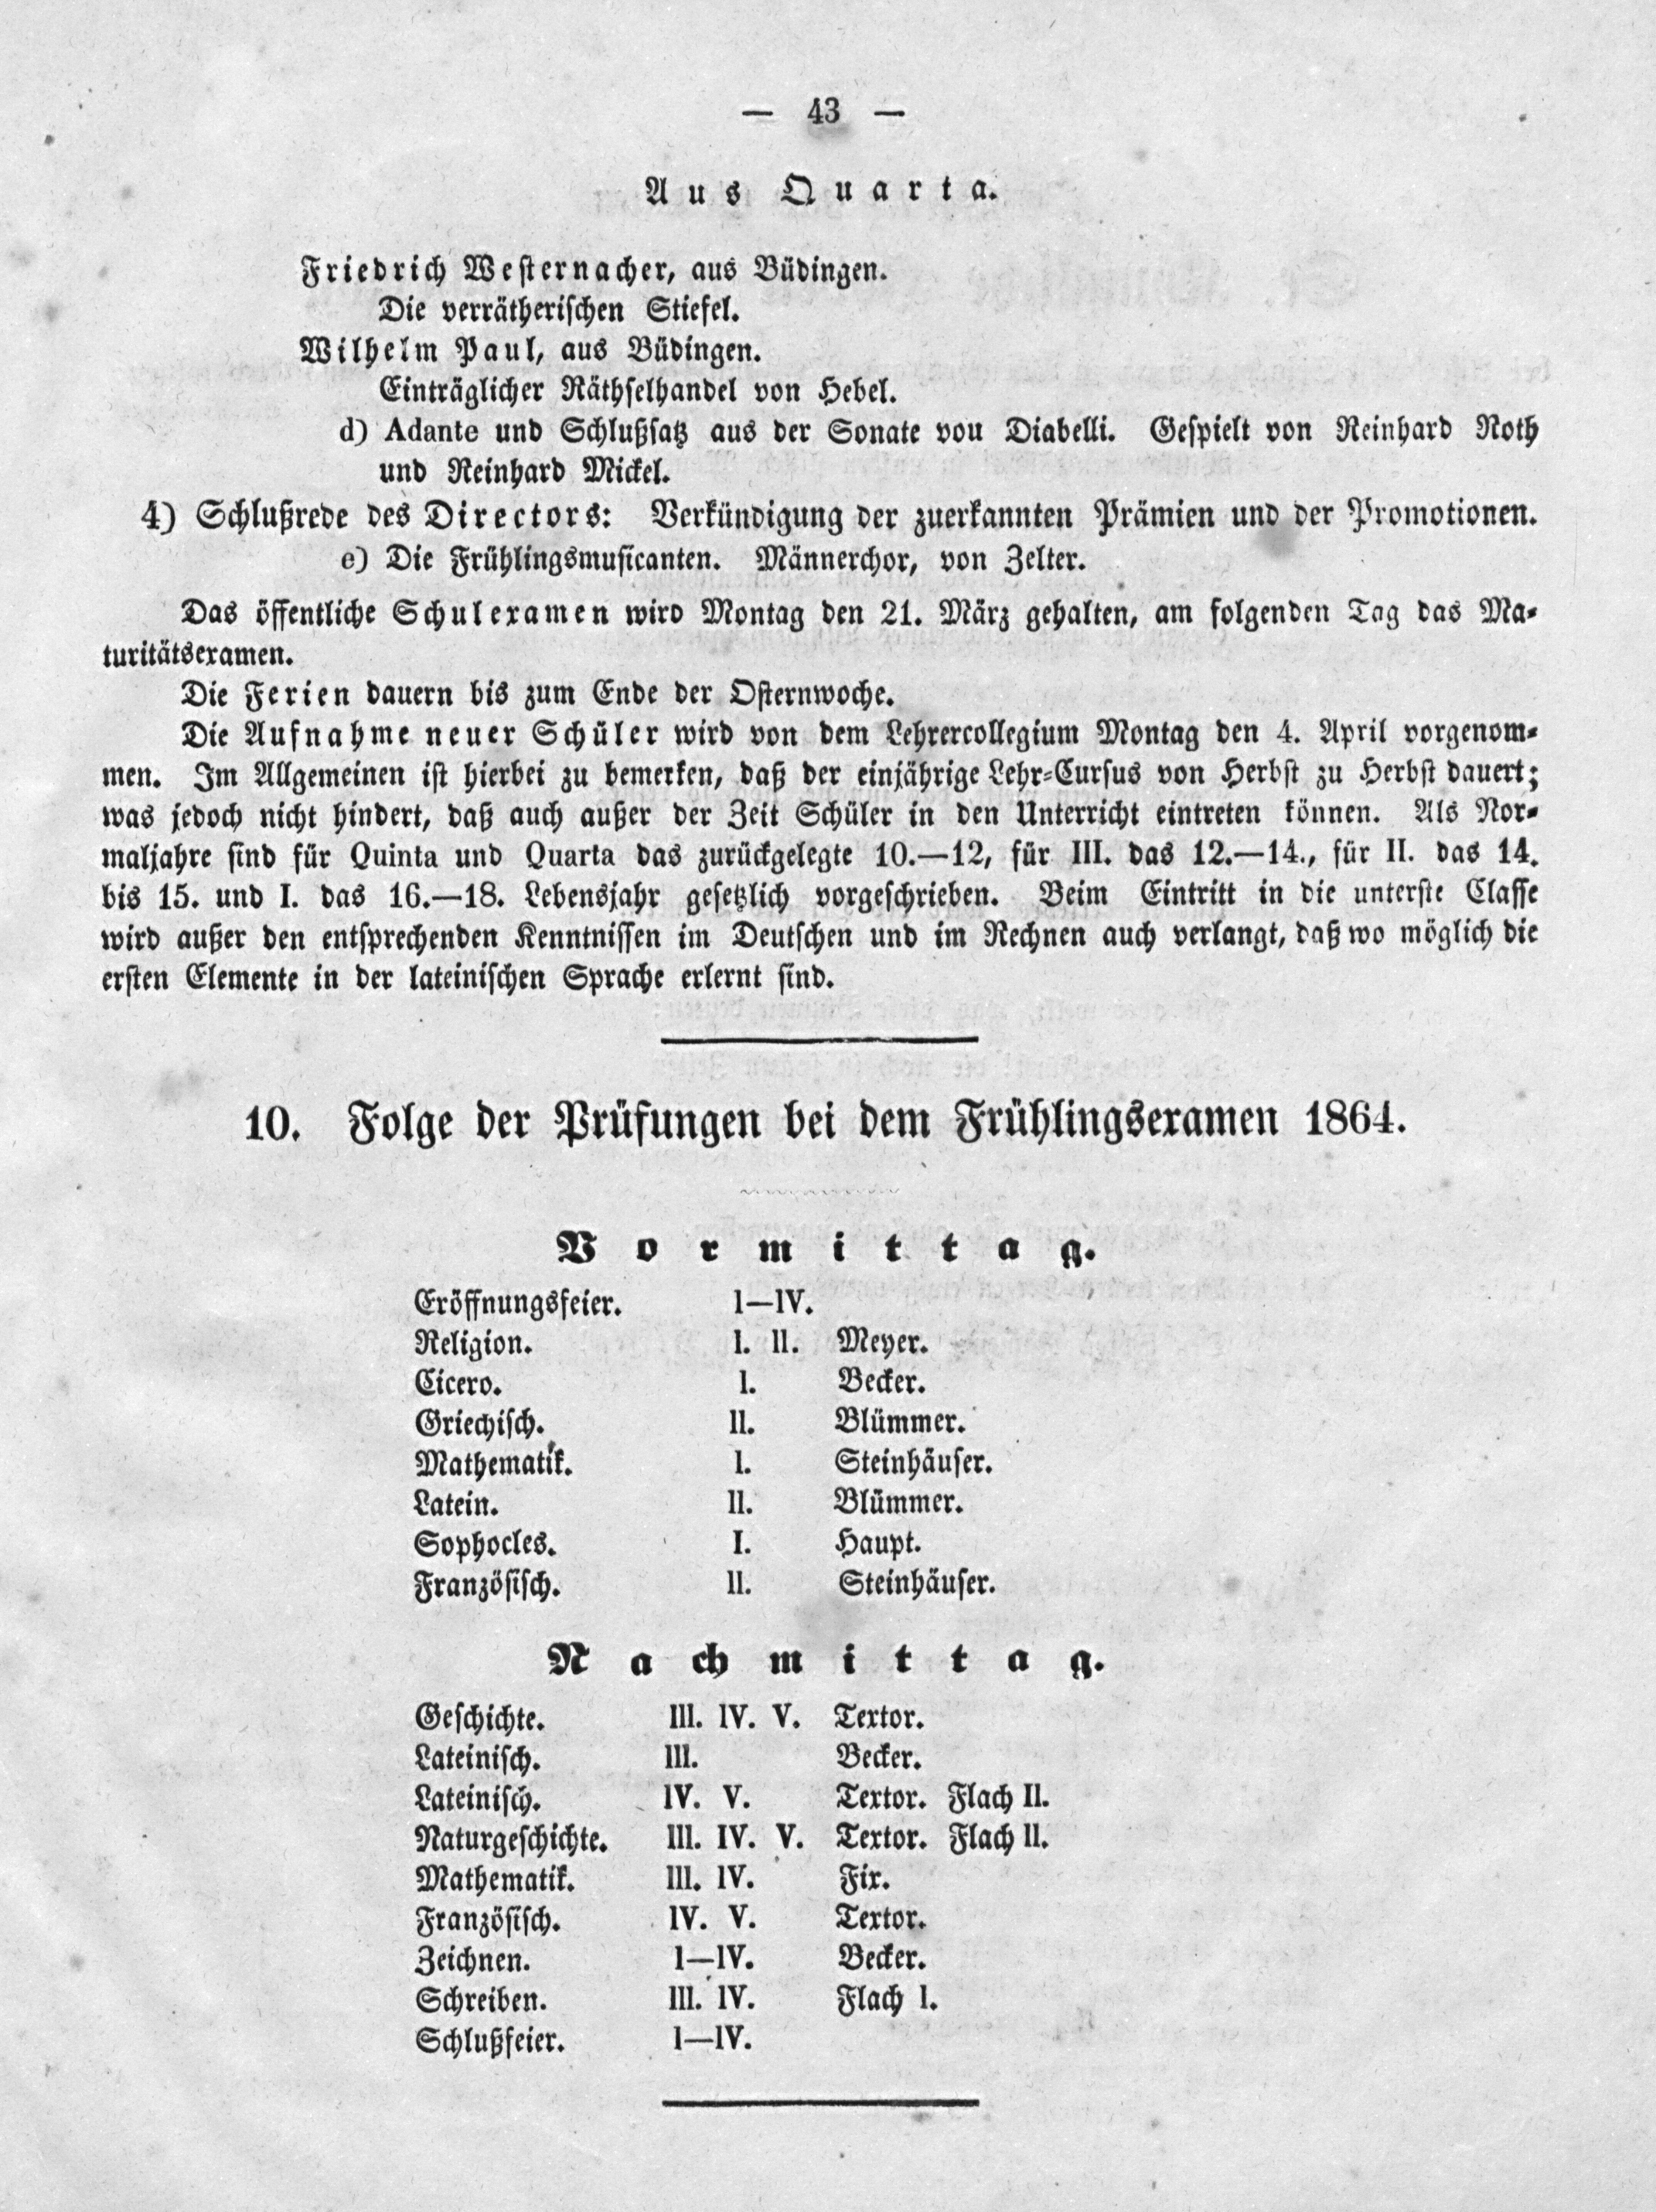 — 43 —
Aus Quarta.
Friedrich Westernacher, aus Büdingen.
Die verrätherischen Stiefel.
Wilhelm Paul, aus Büdingen.
Einträglicher Räthselhandel von Hebel.
d) Adante und Schlußsatz aus der Sonate vou Diabelli. Gespielt von Reinhard Roth
und Reinhard Mickel.
4) Schlußrede des Directors: Verkündigung der zuerkannten Prämien und der Promotionen.
e) Die Frühlingsmusicanten. Männerchor, von Zelter.
Das öffentliche Schulexamen wird Montag den 21. März gehalten, am folgenden Tag das Ma-
turitätsexamen.
Die Ferien dauern bis zum Ende der Osternwoche.
Die Aufnahme neuer Schüler wird von dem Lehrercollegium Montag den 4. April vorgenom-
men. Im Allgemeinen ist hierbei zu bemerken, daß der einjährige Lehr-Cursus von Herbst zu Herbst dauert;
was jedoch nicht hindert, daß auch außer der Zeit Schüler in den Unterricht eintreten können. Als Nor-
maljahre sind für Quinta und Quarta das zurückgelegte 10.—12, für III. das 12.—14., für II. das 14.
bis 15. und I. das 16.—18. Lebensjahr gesetzlich vorgeschrieben. Beim Eintritt in die unterste Classe
wird außer den entsprechenden Kenntnissen im Deutschen und im Rechnen auch verlangt, daß wo möglich die
ersten Elemente in der lateinischen Sprache erlernt sind.
10. Folge der Prüfungen bei dem Frühlingsexamen 1864.
Vormittag.
Eröffnungsfeier. I—IV.
Religion. I. II. Meyer.
Cicero. I. Becker.
Griechisch. II. Blümmer.
Mathematik. I. Steinhäuser.
Latein. II. Blümmer.
Sophocles. I. Haupt.
Französisch. II. Steinhäuser.
Nachmittag.
Geschichte. III. IV. V. Textor.
Lateinisch. III. Becker.
Lateinisch. IV. V. Textor. Flach II.
Naturgeschichte. III. IV. V. Textor. Flach II.
Mathematik. III. IV. Fix.
Französisch. IV. V. Textor.
Zeichnen. I—IV. Becker.
Schreiben. III. IV. Flach I.
Schlußfeier. I—IV.